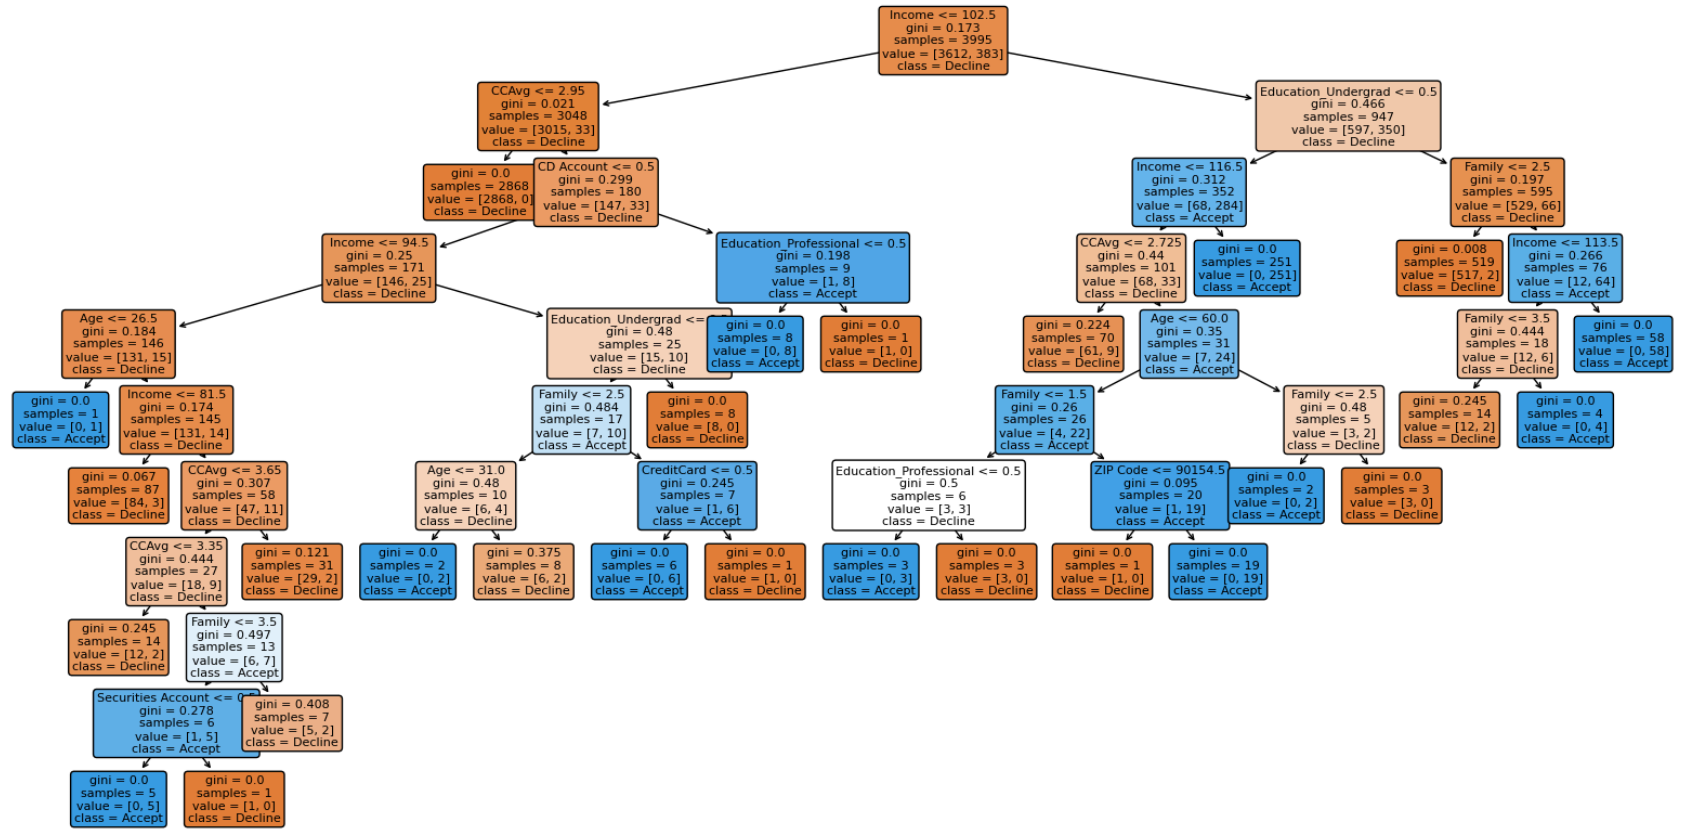 Income <= 102.5
gini = 0.173
samples = 3995
value = [3612, 383]
class = Decline
CCAvg <= 2.95
gini = 0.021
samples = 3048
value = [3015, 33]
class = Decline
Education_Undergrad <= 0.5
gini = 0.466
samples = 947
value = [597, 350]
class = Decline
gini = 0.0
samples = 2868
value = [2868, 0]
class = Decline
CD Account <= 0.5
gini = 0.299
samples = 180
value = [147, 33]
class = Decline
Income <= 116.5
gini = 0.312
samples = 352
value = [68, 284]
class = Accept
Family <= 2.5
gini = 0.197
samples = 595
value = [529, 66]
class = Decline
Income <= 94.5
gini = 0.25
samples = 171
value = [146, 25]
class = Decline
Education_Professional <= 0.5
gini = 0.198
samples = 9
value = [1, 8]
class = Accept
CCAvg <= 2.725
gini = 0.44
samples = 101
value = [68, 33]
class = Decline
gini = 0.0
samples = 251
value = [0, 251]
class = Accept
gini = 0.008
samples = 519
value = [517, 2]
class = Decline
Income <= 113.5
gini = 0.266
samples = 76
value = [12, 64]
class = Accept
Age <= 26.5
gini = 0.184
samples = 146
value = [131, 15]
class = Decline
Education_Undergrad <=
gini = 0.48
samples = 25
value = [15, 10]
class = Decline
gini = 0.0
samples = 8
value = [0, 8]
class = Accept
gini = 0.0
samples = 1
value = [1, 0]
class = Decline
gini = 0.224
samples = 70
value = [61, 9]
class = Decline
Age <= 60.0
gini = 0.35
samples = 31
value = [7, 24]
class = Accept
Family <= 3.5
gini = 0.444
samples = 18
value = [12, 6]
class = Decline
gini = 0.0
samples = 58
value = [0, 58]
class = Accept
gini = 0.0
samples = 1
value = [0, 1]
class = Accept
Income <= 81.5
gini = 0.174
samples = 145
value = [131, 14]
class = Decline
Family <= 2.5
gini = 0.484
samples = 17
value = [7, 10]
class = Accept
gini = 0.0
samples = 8
value = [8, 0]
class = Decline
Family <= 1.5
gini = 0.26
samples = 26
value = [4, 22]
class = Accept
Family <= 2.5
gini = 0.48
samples = 5
value = [3, 2]
class = Decline
gini = 0.245
samples = 14
value = [12, 2]
class = Decline
gini = 0.0
samples = 4
value = [0, 4]
class = Accept
gini = 0.067
samples = 87
value = [84, 3]
class = Decline
CCAvg <= 3.65
gini = 0.307
samples = 58
value = [47, 11]
class = Decline
Age <= 31.0
gini = 0.48
samples = 10
value = [6, 4]
class = Decline
CreditCard <= 0.5
gini = 0.245
samples = 7
value = [1, 6]
class = Accept
Education_Professional <= 0.5
gini = 0.5
samples = 6
value = [3, 3]
class = Decline
ZIP Code <= 90154.5
gini = 0.095
samples = 20
value = [1, 19]
class = Accept
gini = 0.0
samples = 2
value = [0, 2]
class = Accept
gini = 0.0
samples = 3
value = [3, 0]
class = Decline
CCAvg <= 3.35
gini = 0.444
samples = 27
value = [18, 9]
class = Decline
gini = 0.121
samples = 31
value = [29, 2]
class = Decline
gini = 0.0
samples = 2
value = [0, 2]
class = Accept
gini = 0.375
samples = 8
value = [6, 2]
class = Decline
gini = 0.0
samples = 6
value = [0, 6]
class = Accept
gini = 0.0
samples = 1
value = [1, 0]
class = Decline
gini = 0.0
samples = 3
value = [0, 3]
class = Accept
gini = 0.0
samples = 3
value = [3, 0]
class = Decline
gini = 0.0
samples = 1
value = [1, 0]
class = Decline
gini = 0.0
samples = 19
value = [0, 19]
class = Accept
gini = 0.245
samples = 14
value = [12, 2]
class = Decline
Family <= 3.5
gini = 0.497
samples = 13
value = [6, 7]
class = Accept
Securities Account <=
gini = 0.278
samples = 6
value = [1, 5]
class = Accept
gini = 0.408
samples = 7
value = [5, 2]
class = Decline
gini = 0.0
samples = 5
value = [0, 5]
class = Accept
gini = 0.0
samples = 1
value = [1, 0]
class = Decline